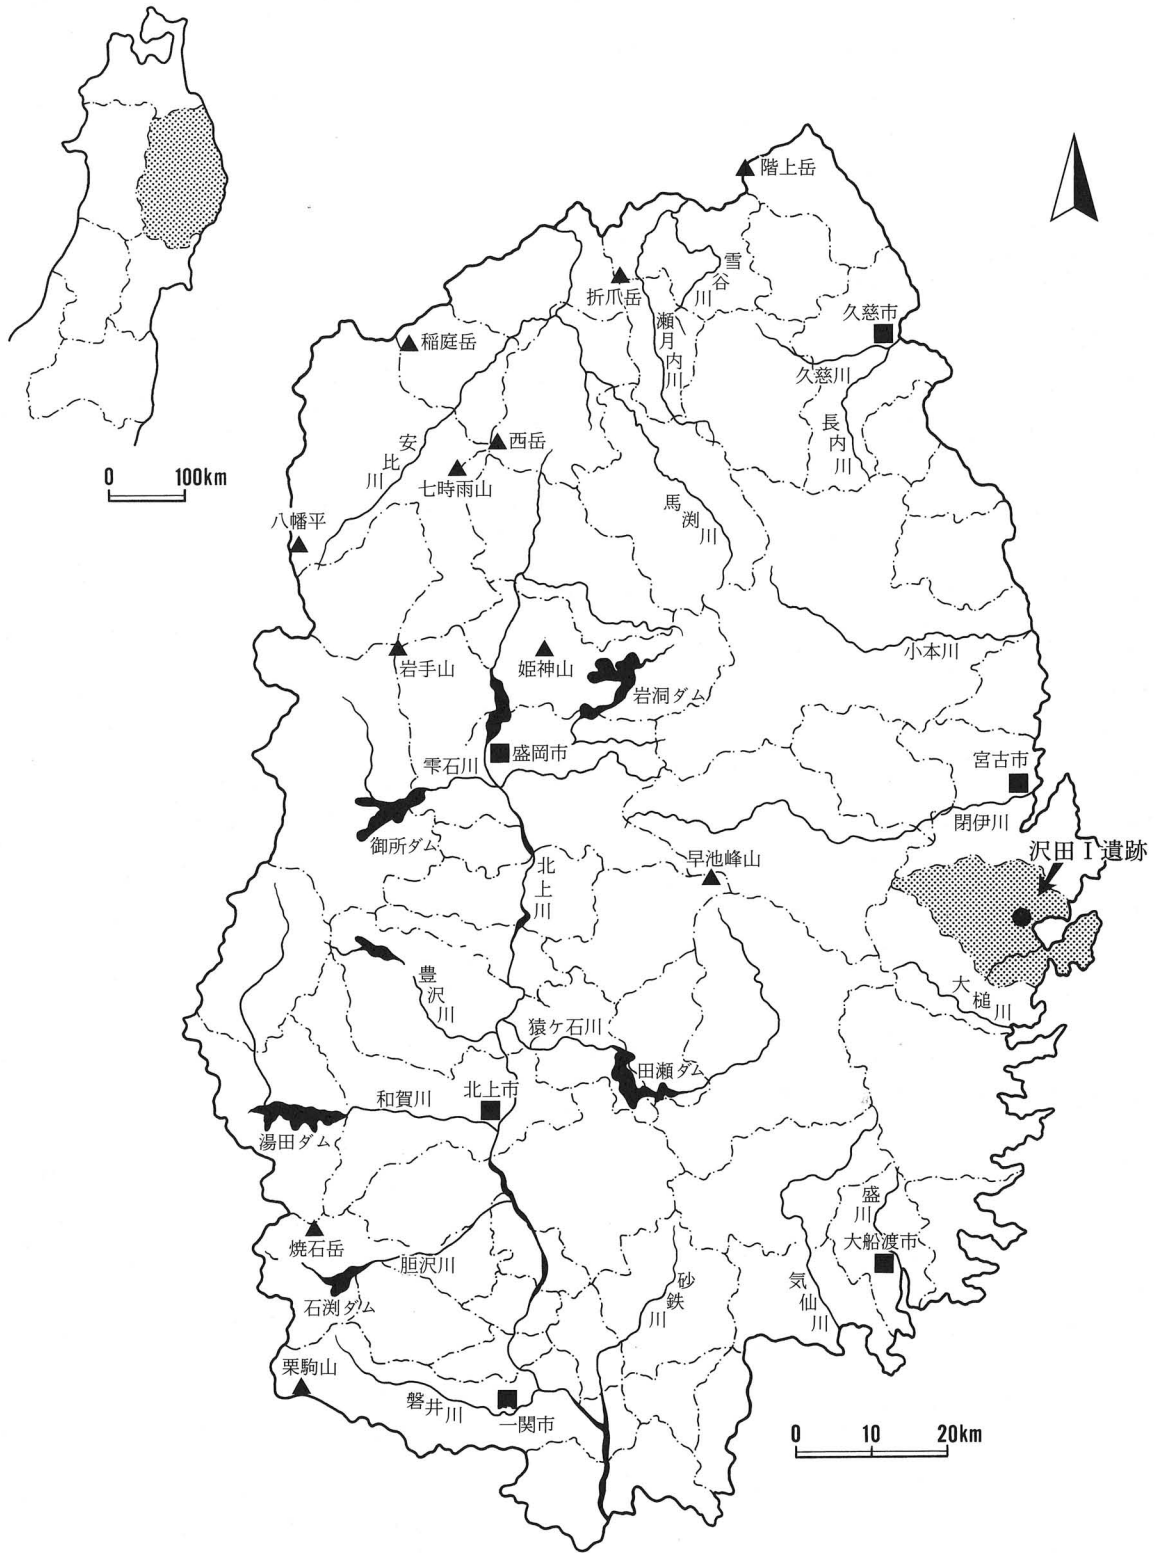 階上岳
雪谷川
折爪岳
瀬月内川
久慈市
稲庭岳
久慈川
長内川
西岳
安比川
七時雨山
0 100km
馬渕川
八幡平
小本川
岩手山
姫神山
岩洞ダム
盛岡市
雫石川
宮古市
閉伊川
御所ダム
沢田Ⅰ遺跡
早池峰山
北上川
豊沢川
大槌川
猿ケ石川
田瀬ダム
北上市
和賀川
湯田ダム
盛川
焼石岳
大船渡市
胆沢川
砂鉄川
気仙川
石渕ダム
栗駒山
磐井川
一関市
0 10 20km